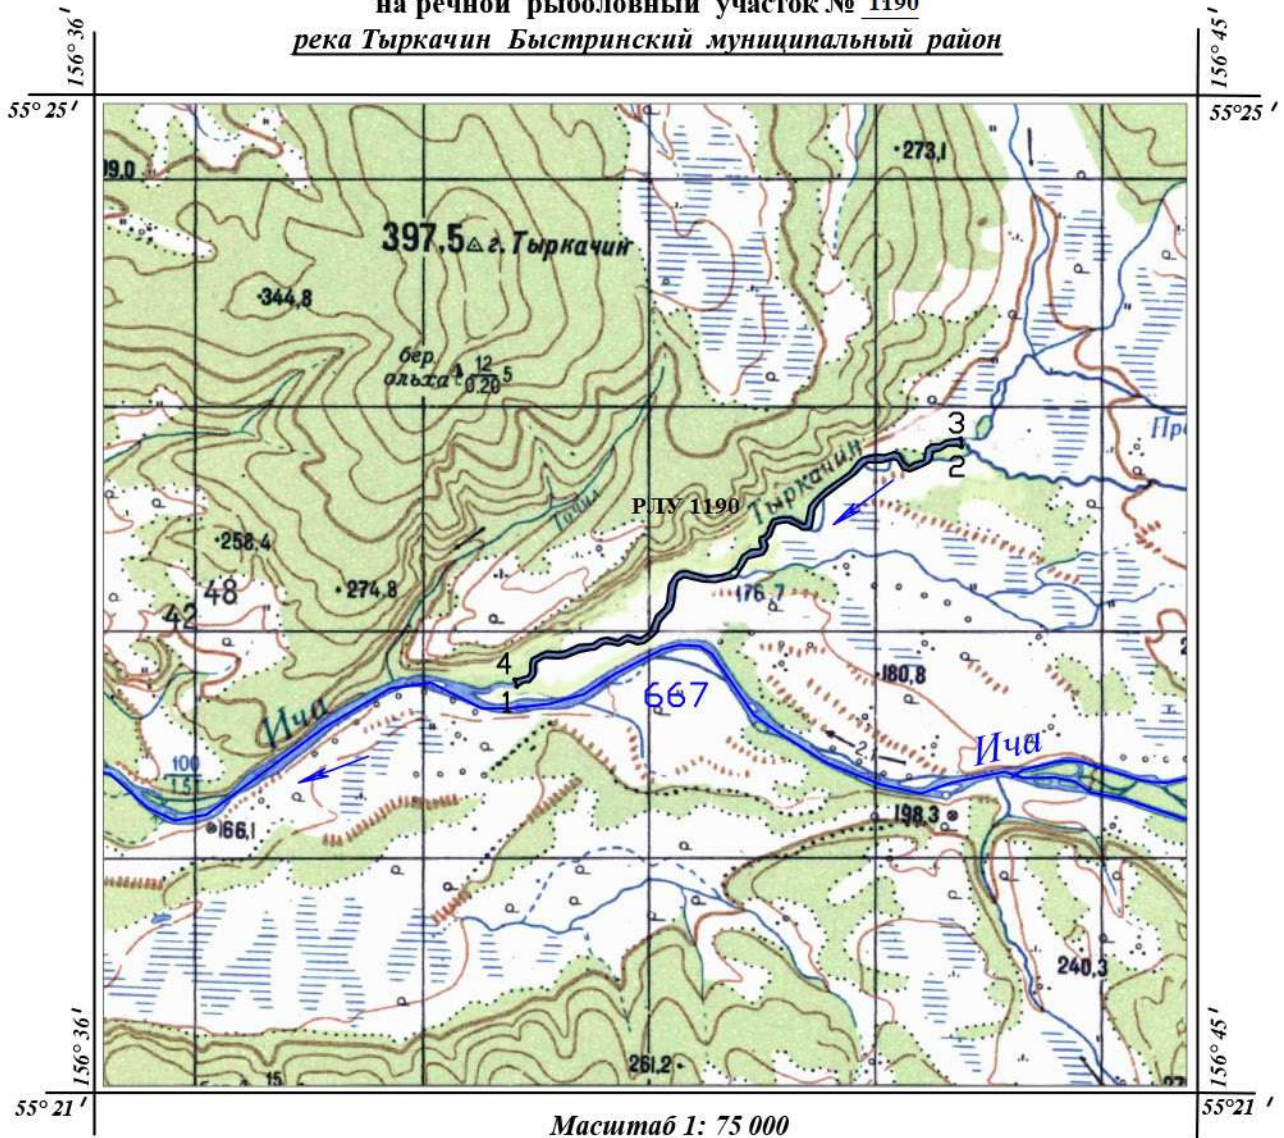 на речной рыболовный участок № 1190
река Тыркачин Быстринский муниципальный район
156° 36'
156° 45'
55° 25'
55°25'
273,1
397,5 г. Тыркачин
344,8
бер. 12
ольха 0.20 5
3
2
Тыркачин
РЛУ 1190
258,4
274,8
48
42
176.7
4
1
667
180,8
Ича
Ича
100
198.3
166,1
240,3
261.2
15
156° 36'
156° 45'
55° 21'
55°21'
Масштаб 1: 75 000